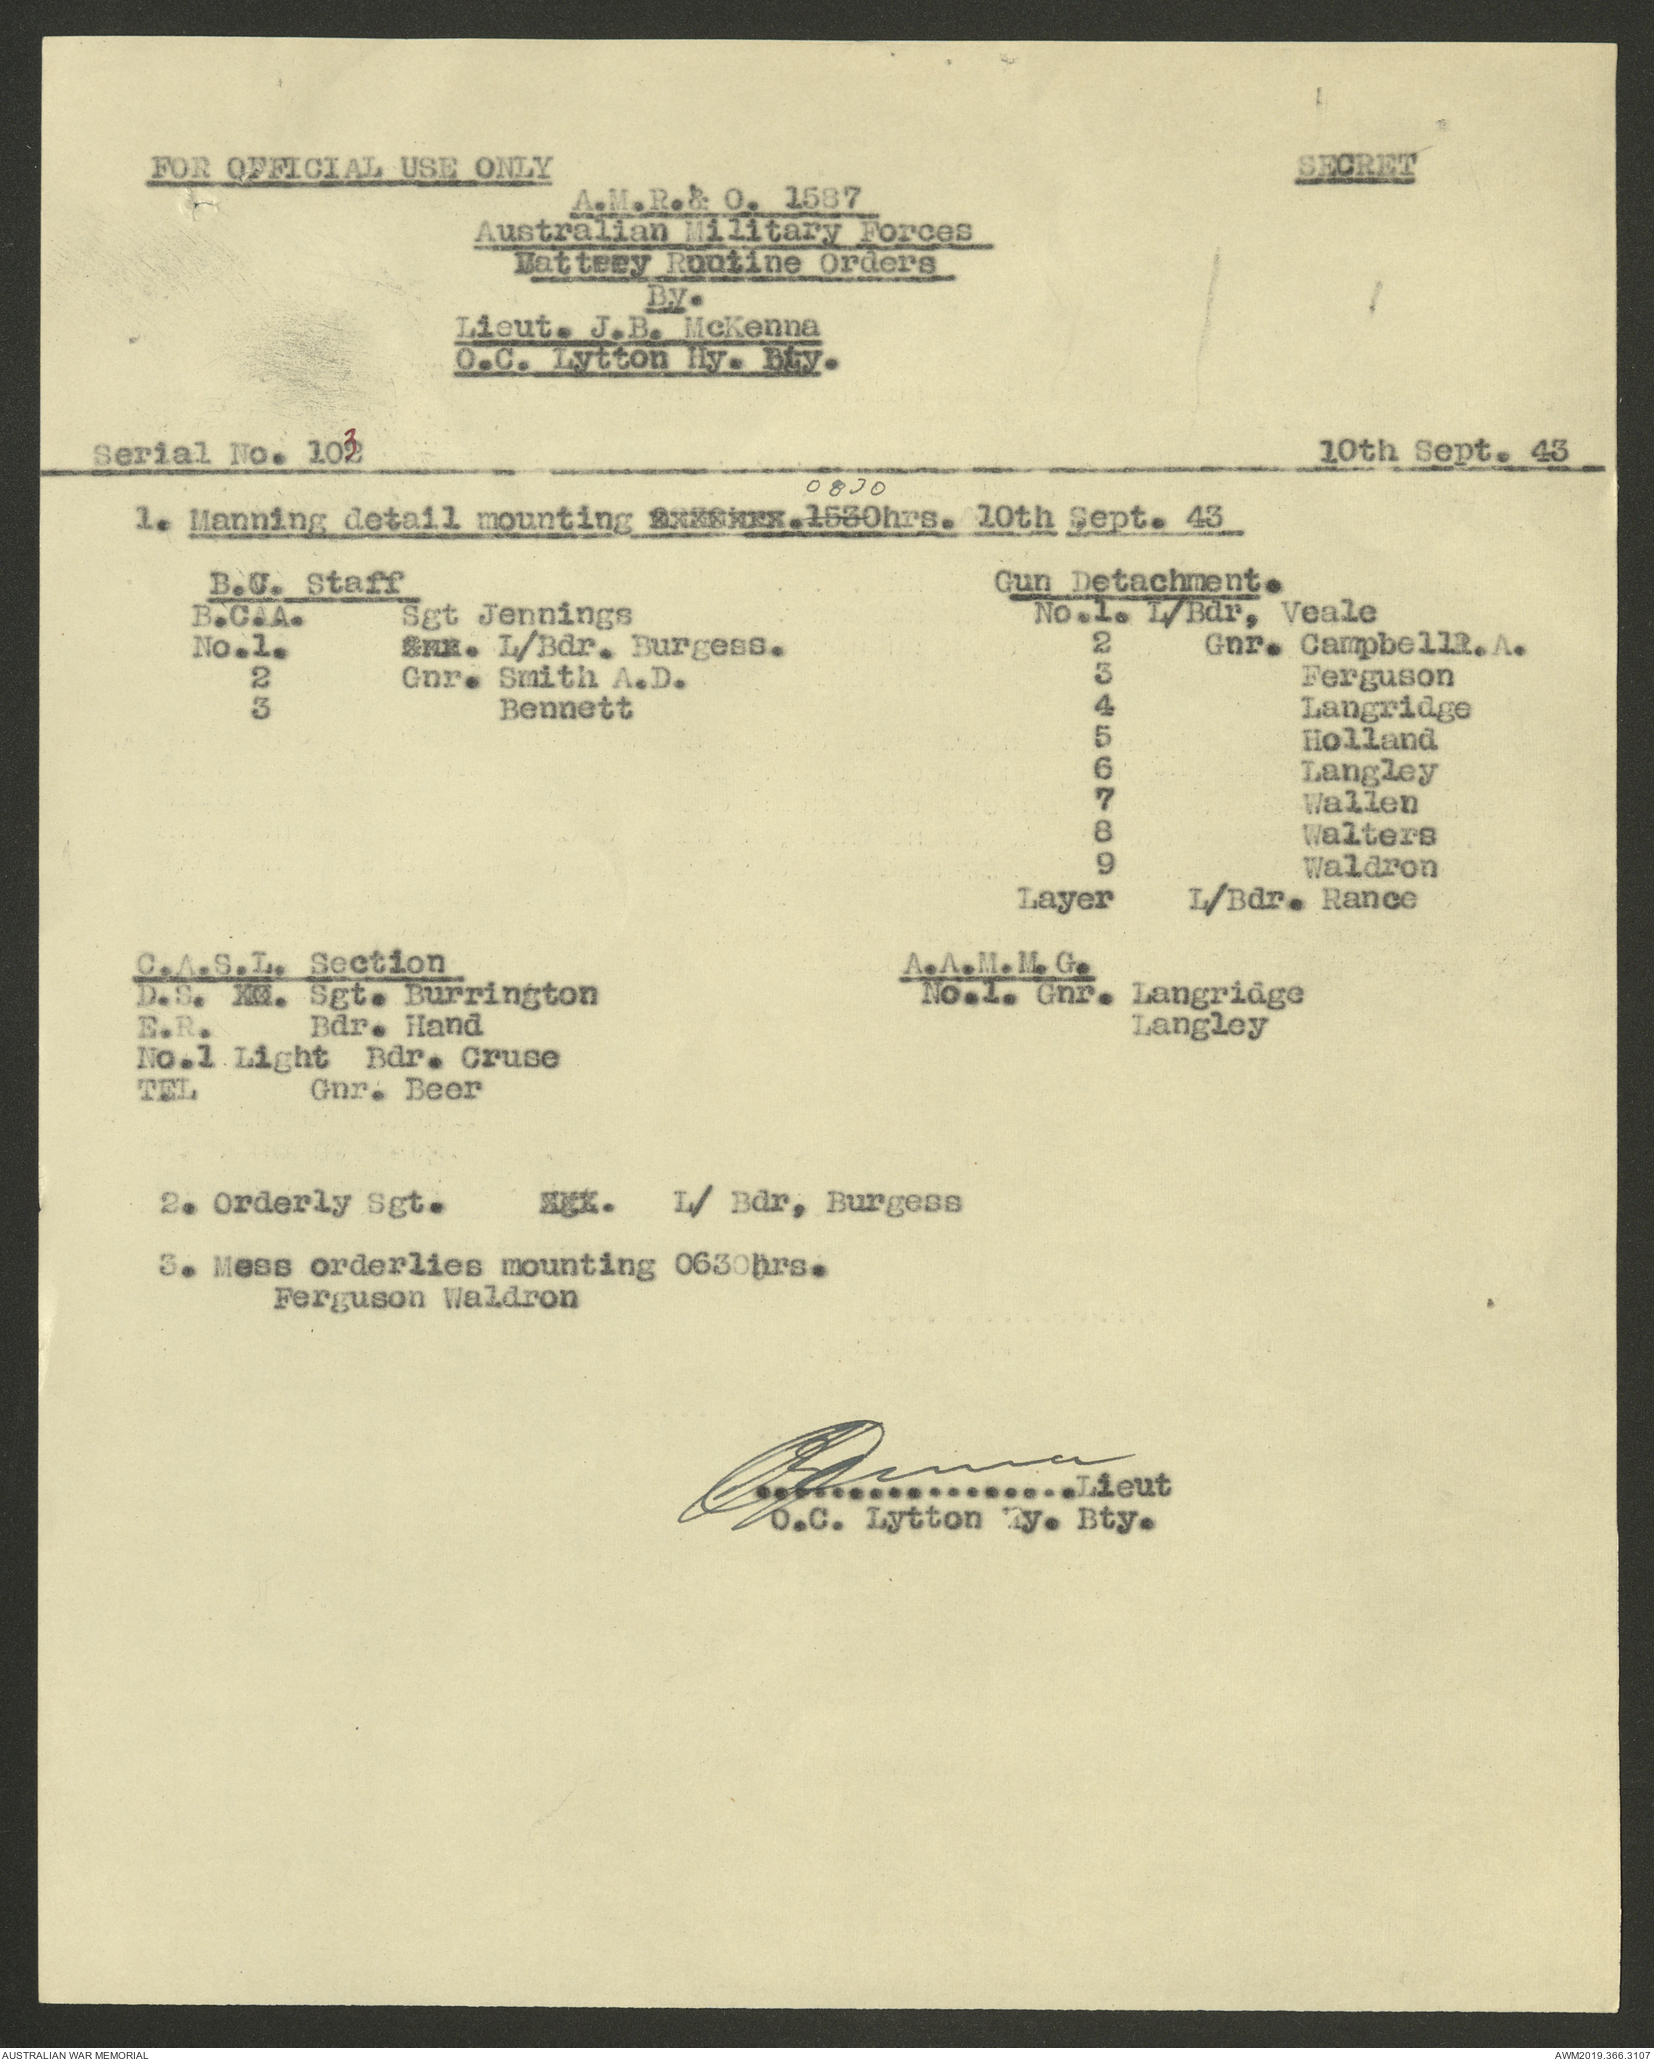 FOR OFFICIAL USE ONLY SECRET
A.M.R.& O. 1587
Australian Military Forces
Battery Routine Orders
By.
Lieut. J.B. McKenna
O.C. Lytton Hy. Bty.
Serial No. 103 10th Sept. 43
0830
1. Manning detail mounting 1530hrs. 10th Sept. 43
B.C. Staff
B.C.A. Sgt Jennings
No.1. L/Bdr. Burgess.
2 Gnr. Smith A.D.
3 Bennett
Gun Detachment.
No.1. L/Bdr, Veale
2 Gnr. Campbell R.A.
3 Ferguson
4 Langridge
5 Holland
6 Langley
7 Wallen
8 Walters
9 Waldron
Layer L/Bdr. Rance
C.A.S.L. Section
D.S. Sgt. Burrington
E.R. Bdr. Hand
No.1 Light Bdr. Cruse
TEL Gnr. Beer
A.A.M.M.G.
No.1. Gnr. Langridge
Langley
2. Orderly Sgt. L/ Bdr, Burgess
3. Mess orderlies mounting 0630hrs.
Ferguson Waldron
..................Lieut
O.C. Lytton Hy. Bty.
AUSTRALIAN WAR MEMORIAL AWM2019.366.3107